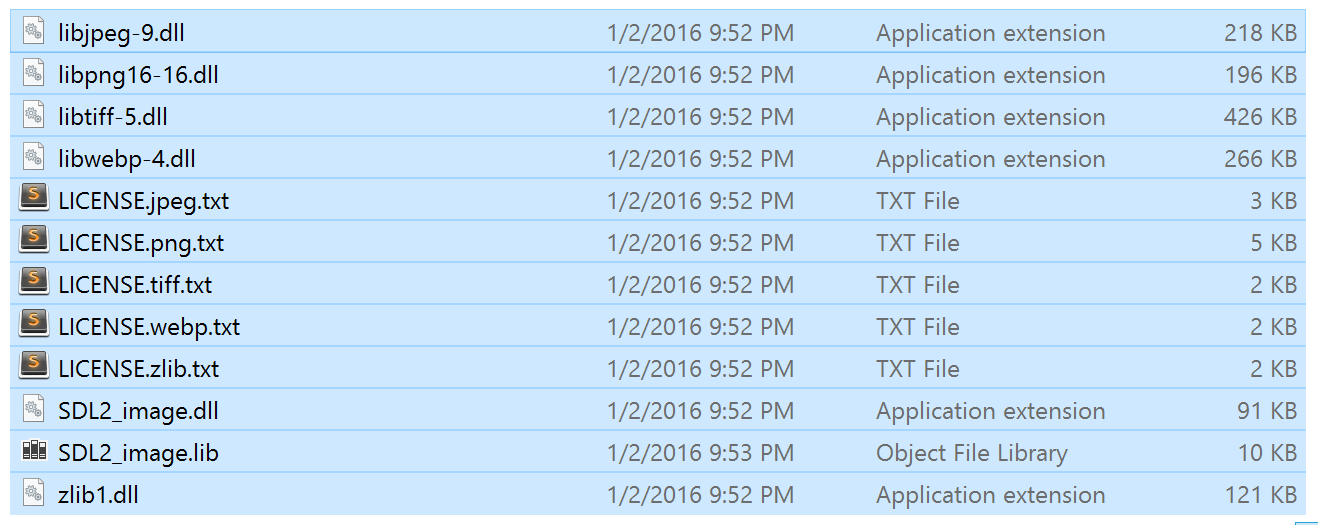 libjpeg-9.dll 1/2/2016 9:52 PM Application extension 218 KB
libpng16-16.dll 1/2/2016 9:52 PM Application extension 196 KB
libtiff-5.dll 1/2/2016 9:52 PM Application extension 426 KB
libwebp-4.dll 1/2/2016 9:52 PM Application extension 266 KB
LICENSE.jpeg.txt 1/2/2016 9:52 PM TXT File 3 KB
LICENSE.png.txt 1/2/2016 9:52 PM TXT File 5 KB
LICENSE.tiff.txt 1/2/2016 9:52 PM TXT File 2 KB
LICENSE.webp.txt 1/2/2016 9:52 PM TXT File 2 KB
LICENSE.zlib.txt 1/2/2016 9:52 PM TXT File 2 KB
SDL2_image.dll 1/2/2016 9:52 PM Application extension 91 KB
SDL2_image.lib 1/2/2016 9:53 PM Object File Library 10 KB
zlib1.dll 1/2/2016 9:52 PM Application extension 121 KB